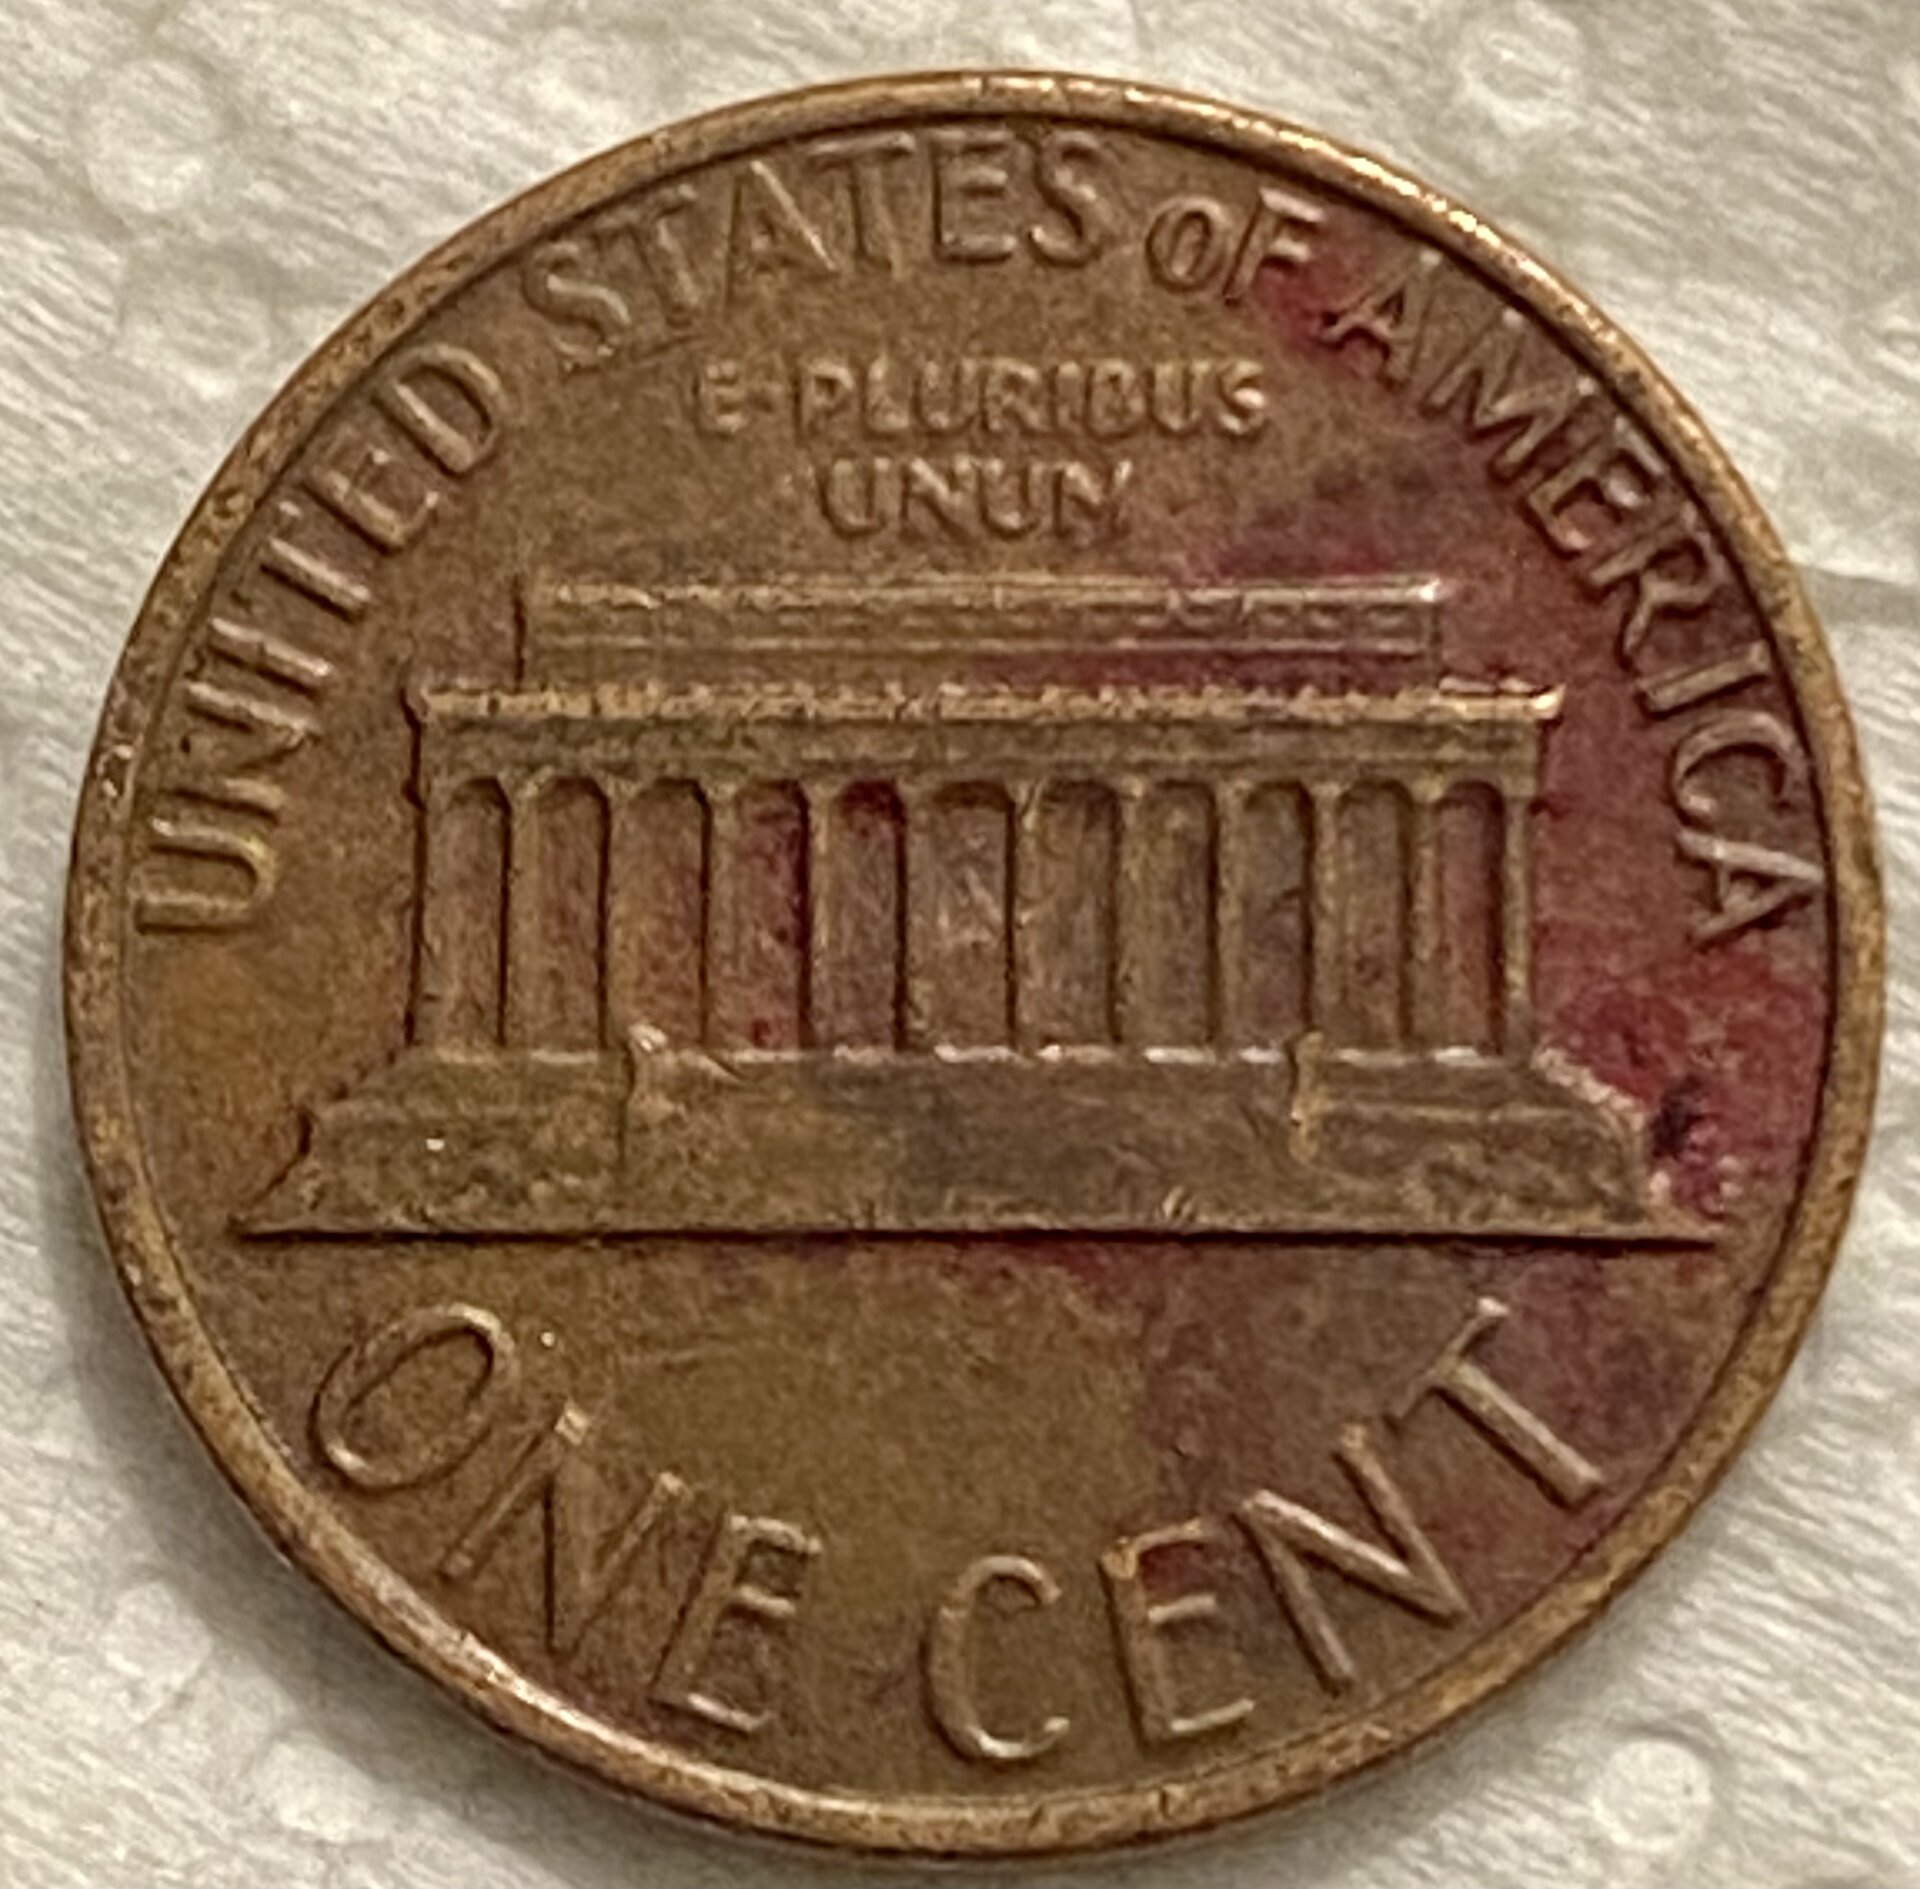 UNITED STATES OF AMERICA
E·PLURIBUS
UNUM
ONE CENT